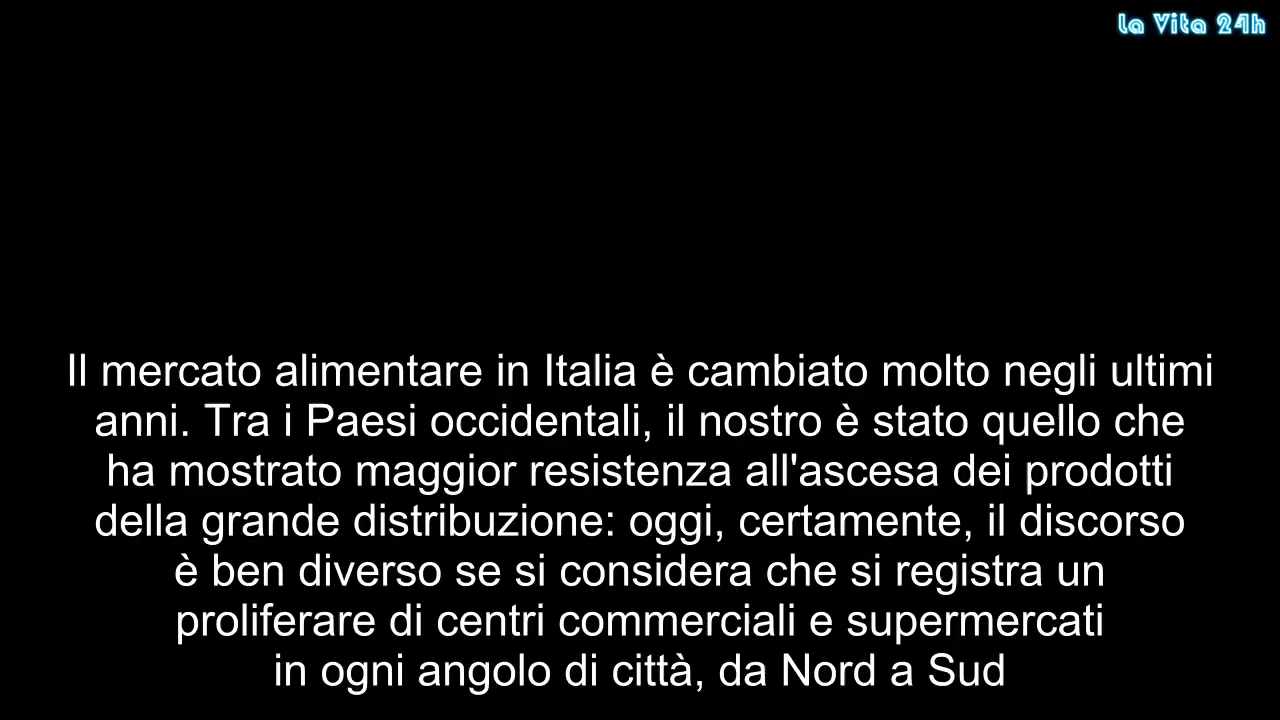 la Vita 24h
Il mercato alimentare in Italia è cambiato molto negli ultimi
anni. Tra i Paesi occidentali, il nostro è stato quello che
ha mostrato maggior resistenza all'ascesa dei prodotti
della grande distribuzione: oggi, certamente, il discorso
è ben diverso se si considera che si registra un
proliferare di centri commerciali e supermercati
in ogni angolo di città, da Nord a Sud